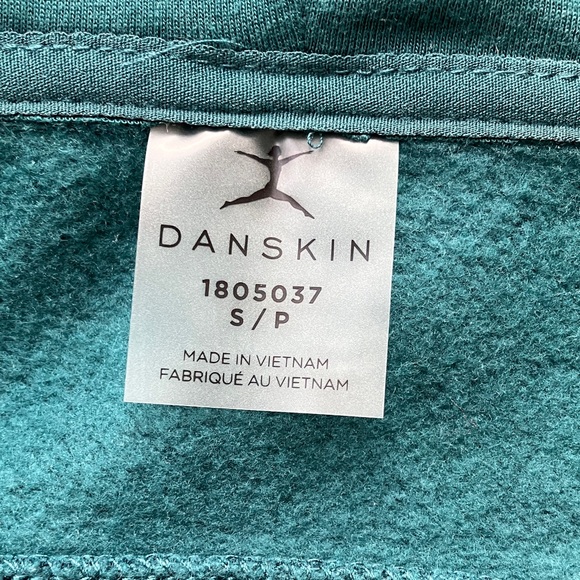 DANSKIN
1805037
S / P
MADE IN VIETNAM
FABRIQUÉ AU VIETNAM